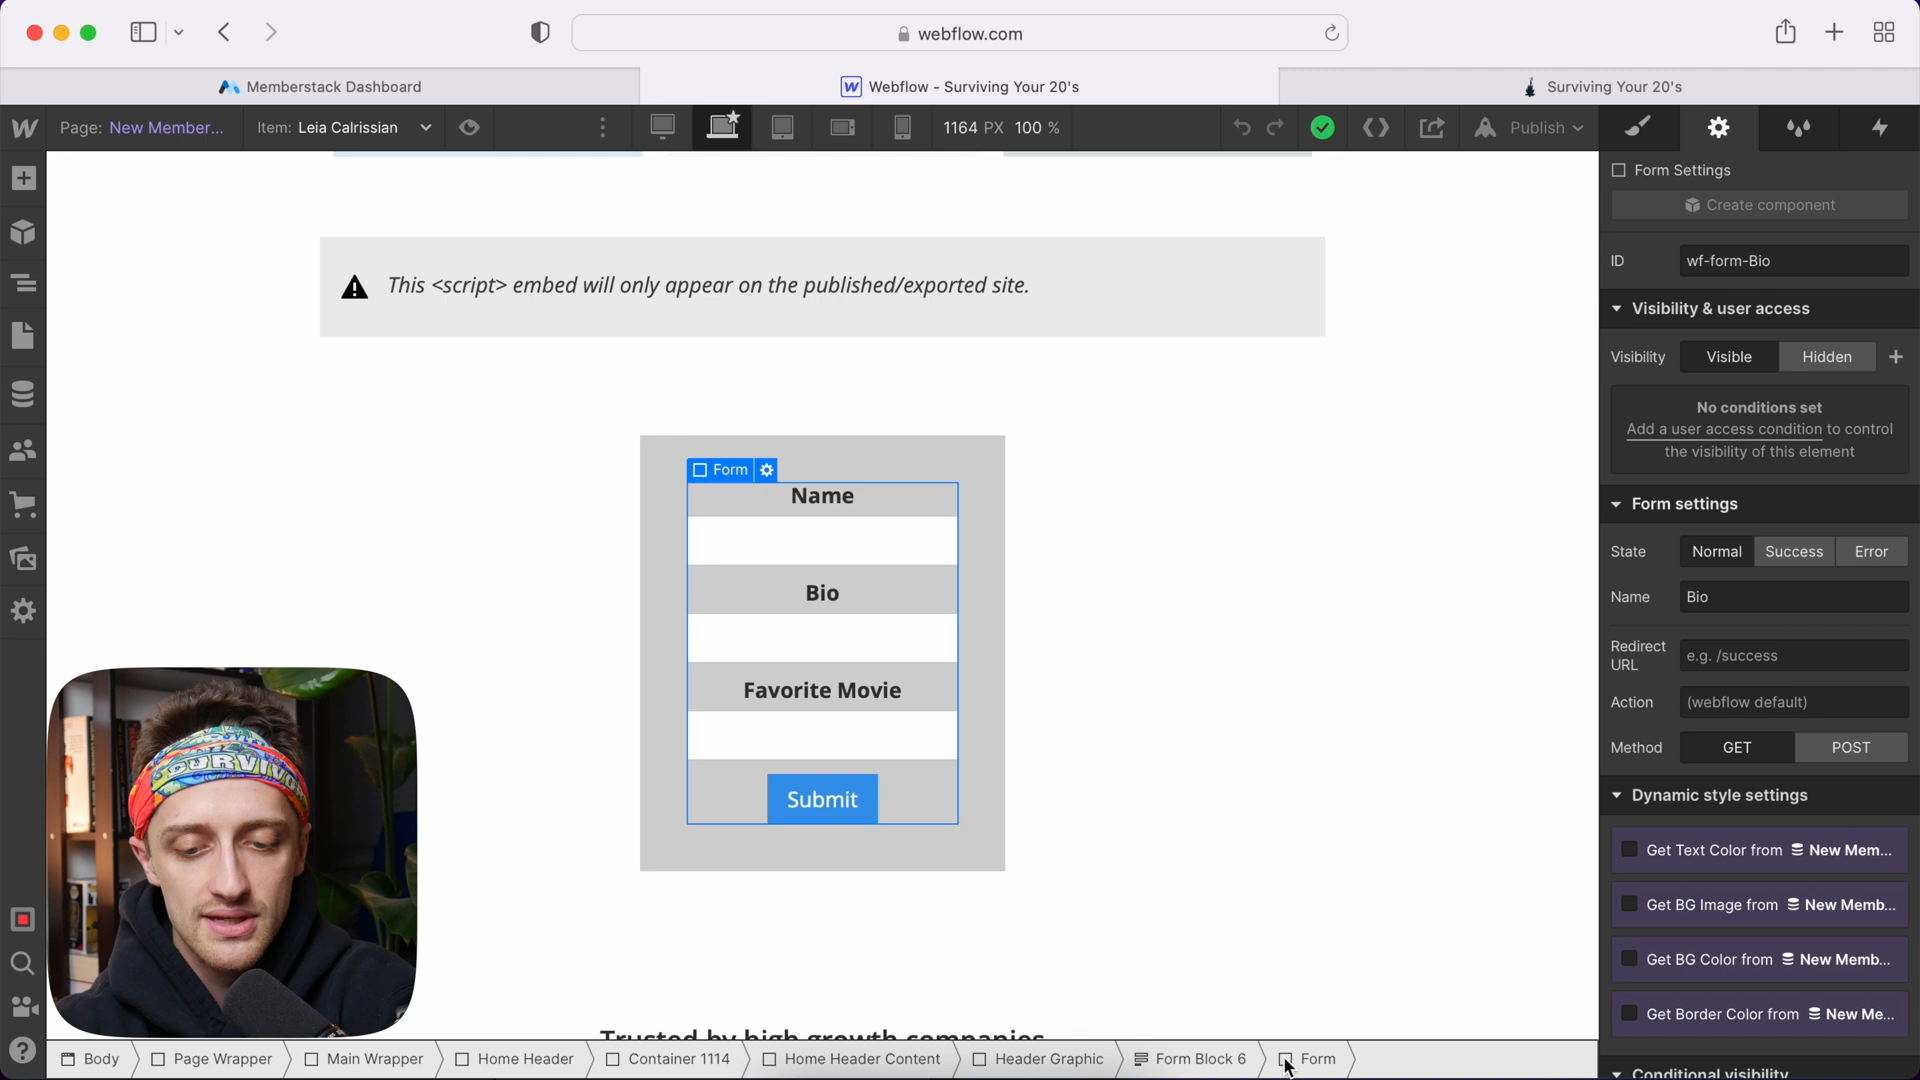 webflow.com
Memberstack Dashboard
Webflow - Surviving Your 20's
Surviving Your 20's
Page: New Member...
Item: Leia Calrissian
1164 PX 100 %
Publish
Form Settings
Create component
ID
wf-form-Bio
Visibility & user access
Visibility
Visible
Hidden
No conditions set
Add a user access condition to control
the visibility of this element
Form settings
State
Normal
Success
Error
Name
Bio
Redirect
URL
e.g. /success
Action
(webflow default)
Method
GET
POST
Dynamic style settings
Get Text Color from New Mem...
Get BG Image from New Memb...
Get BG Color from New Memb...
Get Border Color from New Me...
Conditional visibility
This <script> embed will only appear on the published/exported site.
Form
Name
Bio
Favorite Movie
Submit
Trusted by high growth companies
SURVIVO
Body
Page Wrapper
Main Wrapper
Home Header
Container 1114
Home Header Content
Header Graphic
Form Block 6
Form